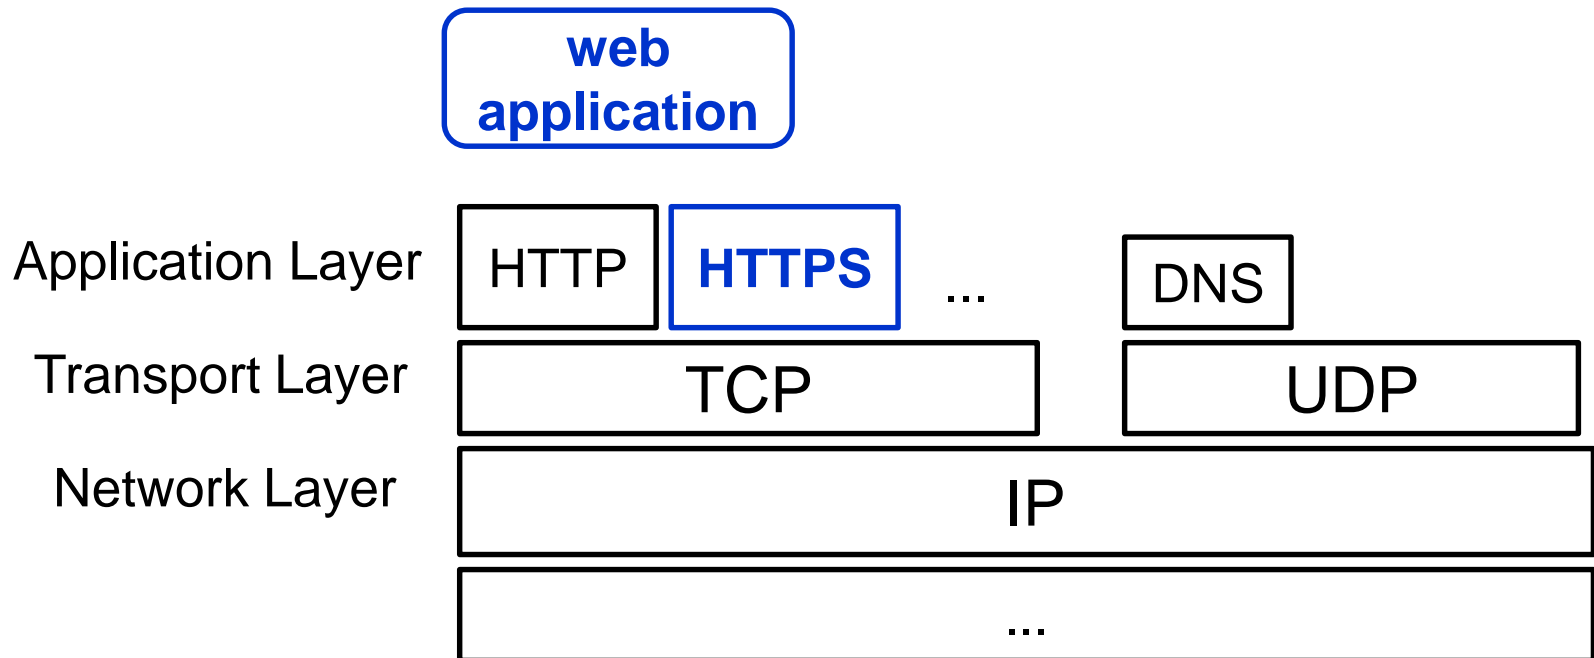 web
application
Application Layer HTTP HTTPS ... DNS
Transport Layer TCP UDP
Network Layer IP
...